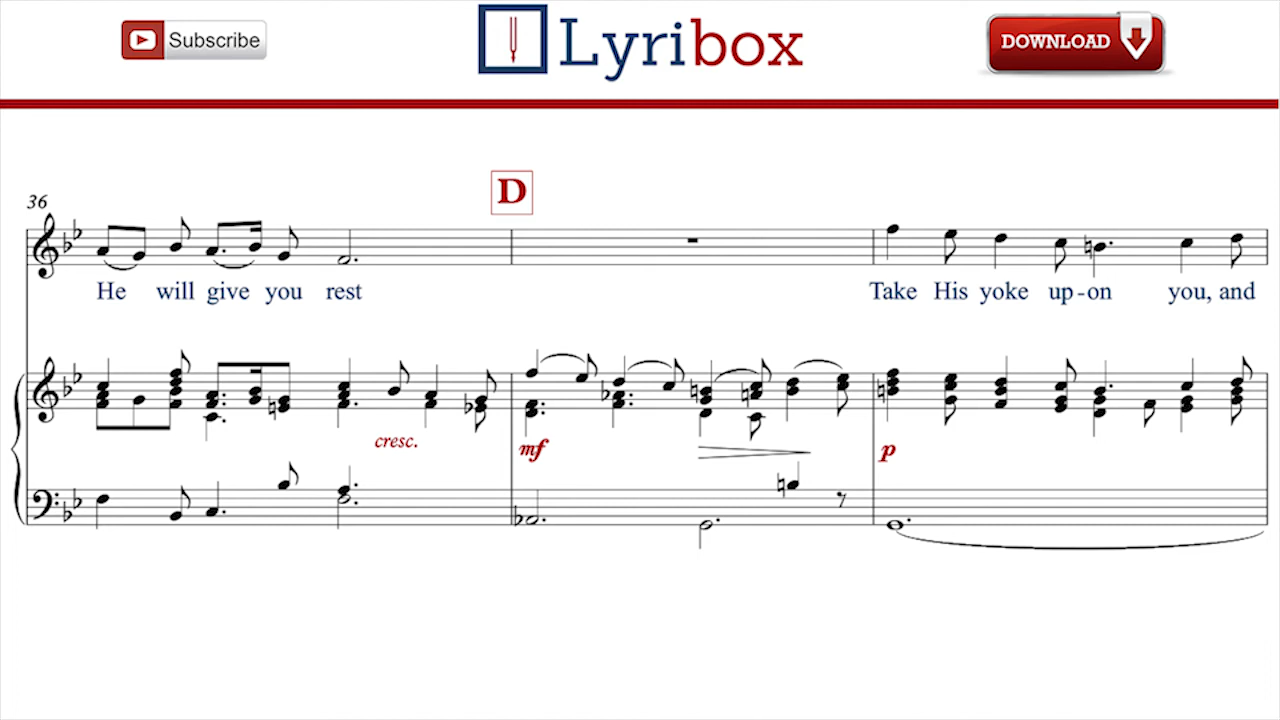 Subscribe
Lyribox
DOWNLOAD
D
36
He will give you rest
Take His yoke up-on you, and
cresc.
mf
p